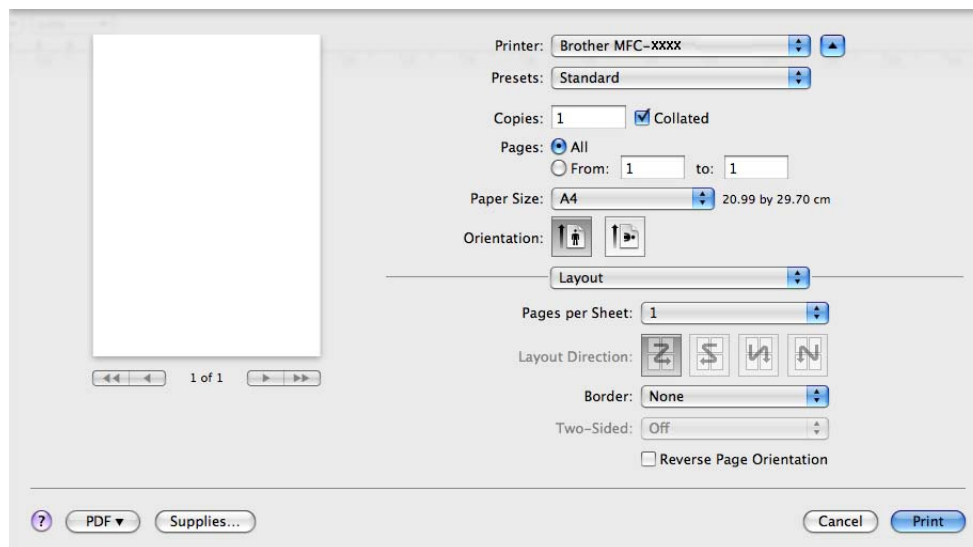 Printer: Brother MFC-XXXX
Presets: Standard
Copies: 1 Collated
Pages: All
From: 1 to: 1
Paper Size: A4 20.99 by 29.70 cm
Orientation:
Layout
Pages per Sheet: 1
Layout Direction:
1 of 1
Border: None
Two-Sided: Off
Reverse Page Orientation
? PDF Supplies... Cancel Print